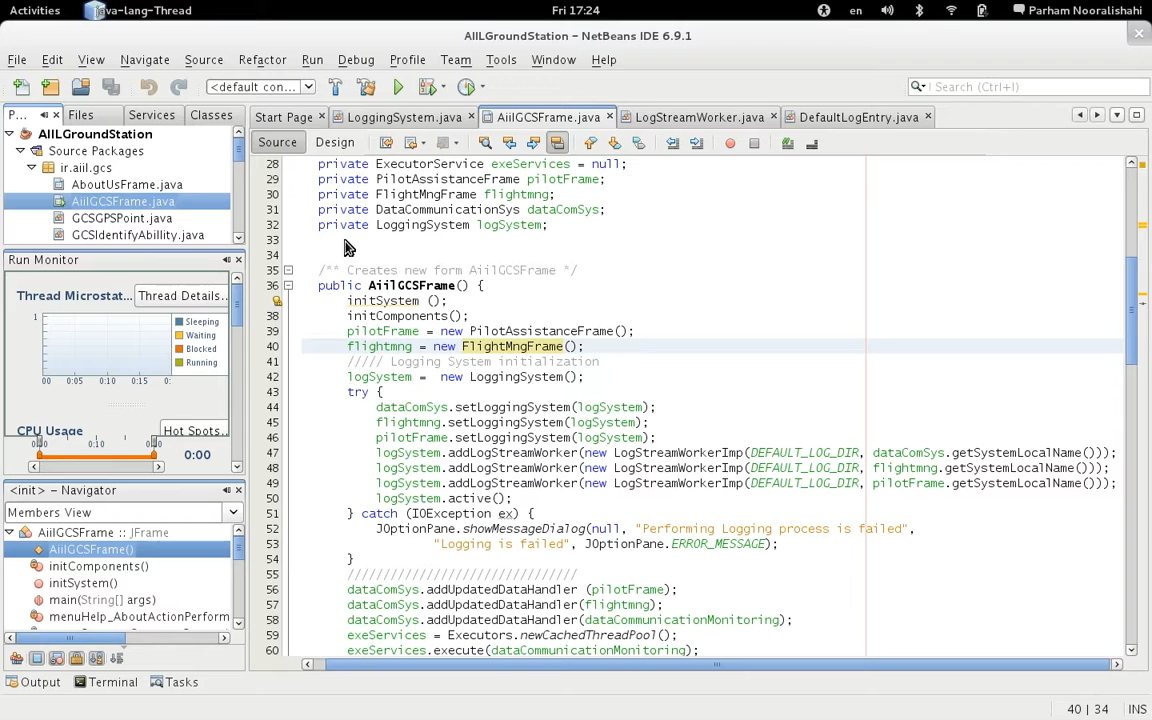 Activities java-lang-Thread Fri 17:24 en Parham Nooralishahi
AIILGroundStation – NetBeans IDE 6.9.1
File Edit View Navigate Source Refactor Run Debug Profile Team Tools Window Help
<default con... Search (Ctrl+I)
P... Files Services Classes
Start Page LoggingSystem.java AiilGCSFrame.java LogStreamWorker.java DefaultLogEntry.java
AIILGroundStation
Source Packages
ir.aiil.gcs
AboutUsFrame.java
AiilGCSFrame.java
GCSGPSPoint.java
GCSIdentifyAbillity.java
Run Monitor
Thread Microstat... Thread Details...
1
Sleeping
Waiting
Blocked
Running
CPU Usage Hot Spots...
0:10
0:00
<init> – Navigator
Members View
AiilGCSFrame :: JFrame
AiilGCSFrame()
initComponents()
initSystem()
main(String[] args)
menuHelp_AboutActionPerform
Source Design
28 private ExecutorService exeServices = null;
29 private PilotAssistanceFrame pilotFrame;
30 private FlightMngFrame flightmng;
31 private DataCommunicationSys dataComSys;
32 private LoggingSystem logSystem;
33
34
35 /** Creates new form AiilGCSFrame */
36 public AiilGCSFrame() {
initSystem ();
38 initComponents();
39 pilotFrame = new PilotAssistanceFrame();
40 flightmng = new FlightMngFrame();
41 ///// Logging System initialization
42 logSystem = new LoggingSystem();
43 try {
44 dataComSys.setLoggingSystem(logSystem);
45 flightmng.setLoggingSystem(logSystem);
46 pilotFrame.setLoggingSystem(logSystem);
47 logSystem.addLogStreamWorker(new LogStreamWorkerImp(DEFAULT_LOG_DIR, dataComSys.getSystemLocalName()));
48 logSystem.addLogStreamWorker(new LogStreamWorkerImp(DEFAULT_LOG_DIR, flightmng.getSystemLocalName()));
49 logSystem.addLogStreamWorker(new LogStreamWorkerImp(DEFAULT_LOG_DIR, pilotFrame.getSystemLocalName()));
50 logSystem.active();
51 } catch (IOException ex) {
52 JOptionPane.showMessageDialog(null, "Performing Logging process is failed",
53 "Logging is failed", JOptionPane.ERROR_MESSAGE);
54 }
55 ////////////////////////////////
56 dataComSys.addUpdatedDataHandler (pilotFrame);
57 dataComSys.addUpdatedDataHandler(flightmng);
58 dataComSys.addUpdatedDataHandler(dataCommunicationMonitoring);
59 exeServices = Executors.newCachedThreadPool();
60 exeServices.execute(dataCommunicationMonitoring);
Output Terminal Tasks
40 | 34 INS